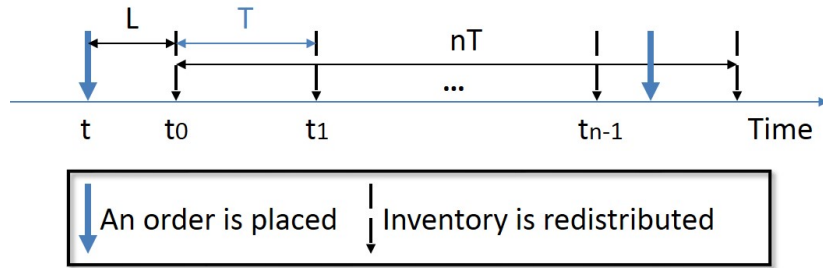 L T nT
...
t t0 t1 tn-1 Time
An order is placed Inventory is redistributed